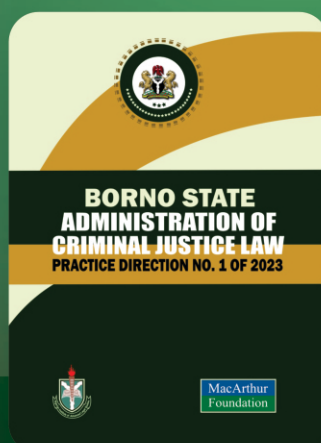 BORNO STATE
ADMINISTRATION OF
CRIMINAL JUSTICE LAW
PRACTICE DIRECTION NO. 1 OF 2023
MacArthur
Foundation